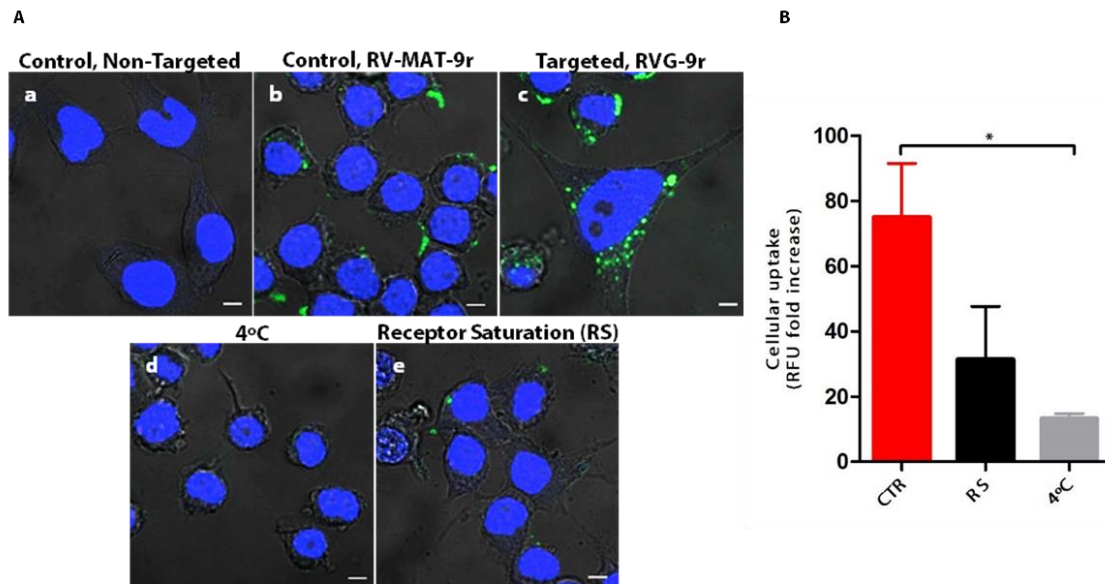 A
B
Control, Non-Targeted
Control, RV-MAT-9r
Targeted, RVG-9r
a
b
c
4ºC
Receptor Saturation (RS)
d
e
Cellular uptake
(RFU fold increase)
100
80
60
40
20
0
*
CTR
RS
4ºC